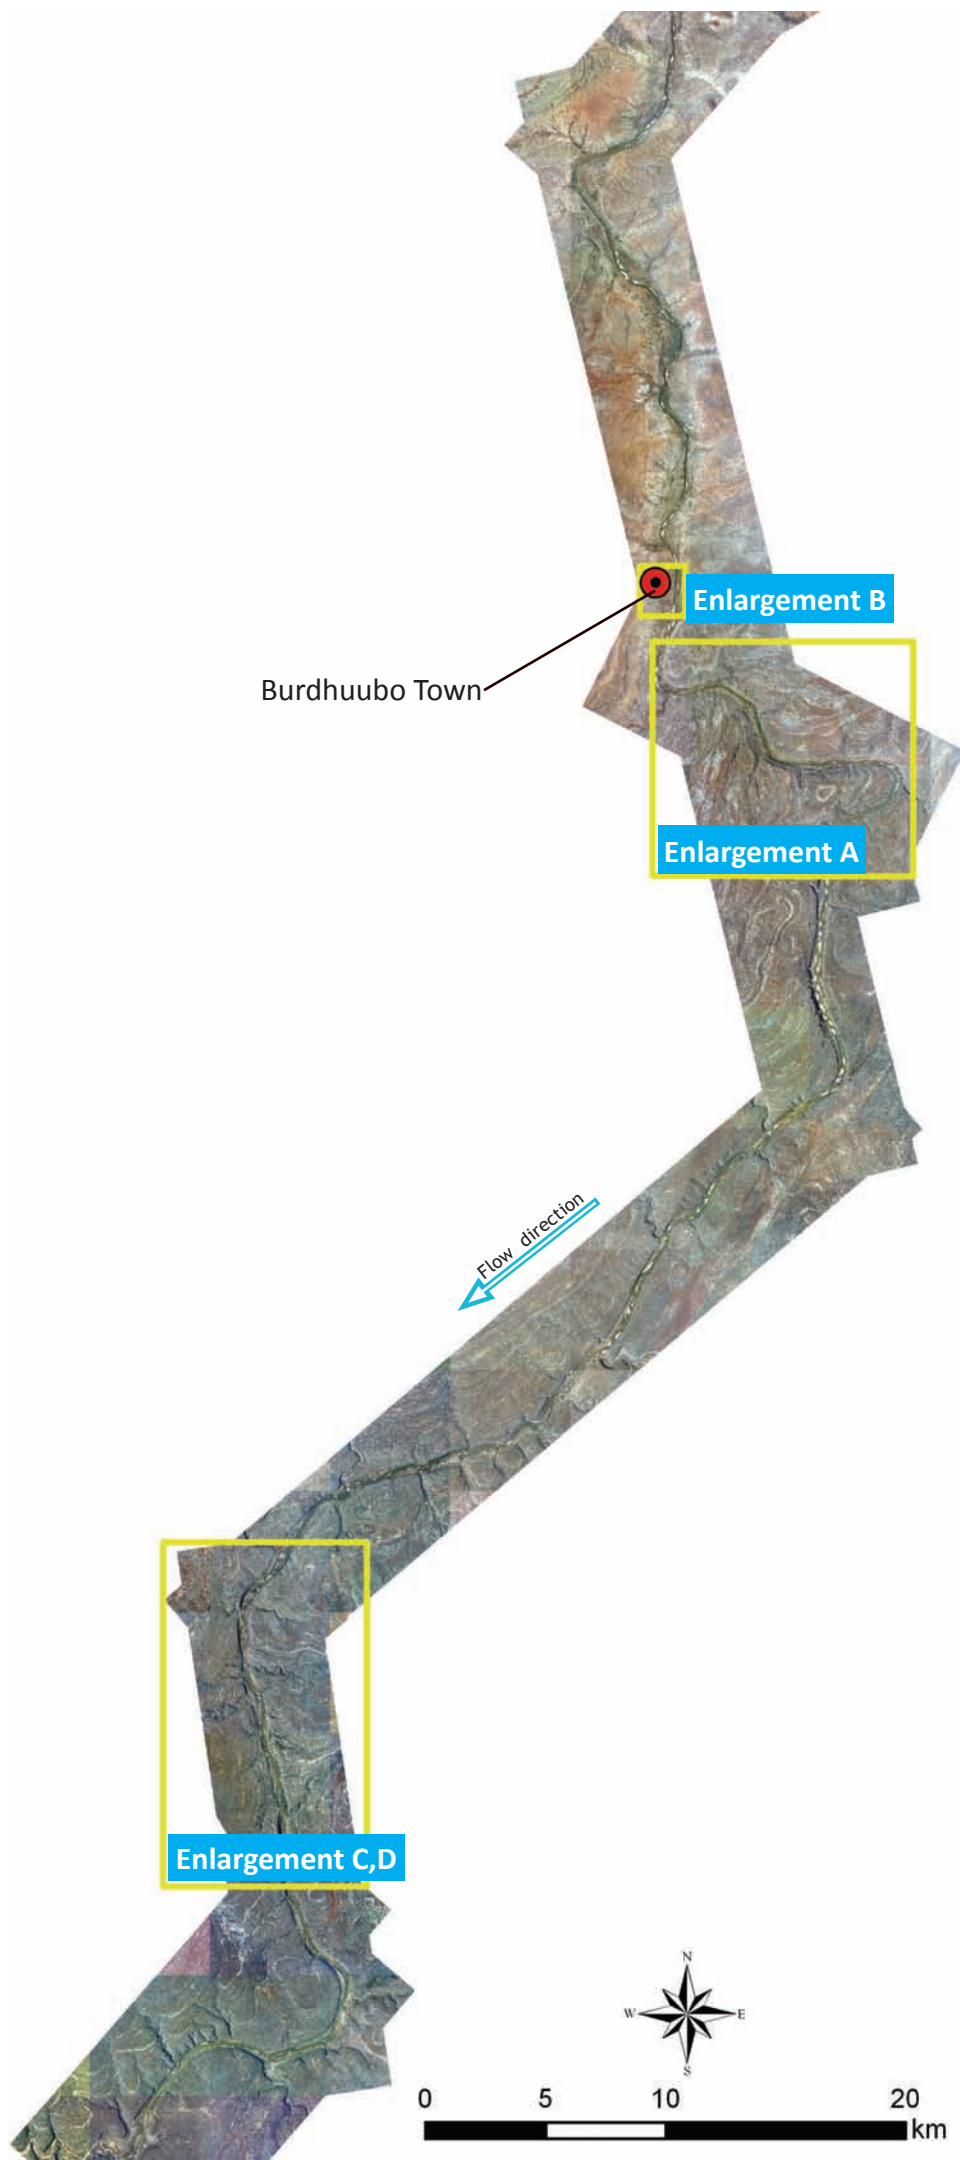 Enlargement B
Burdhuubo Town
Enlargement A
Flow direction
Enlargement C,D
N
W
E
S
0
5
10
20
km